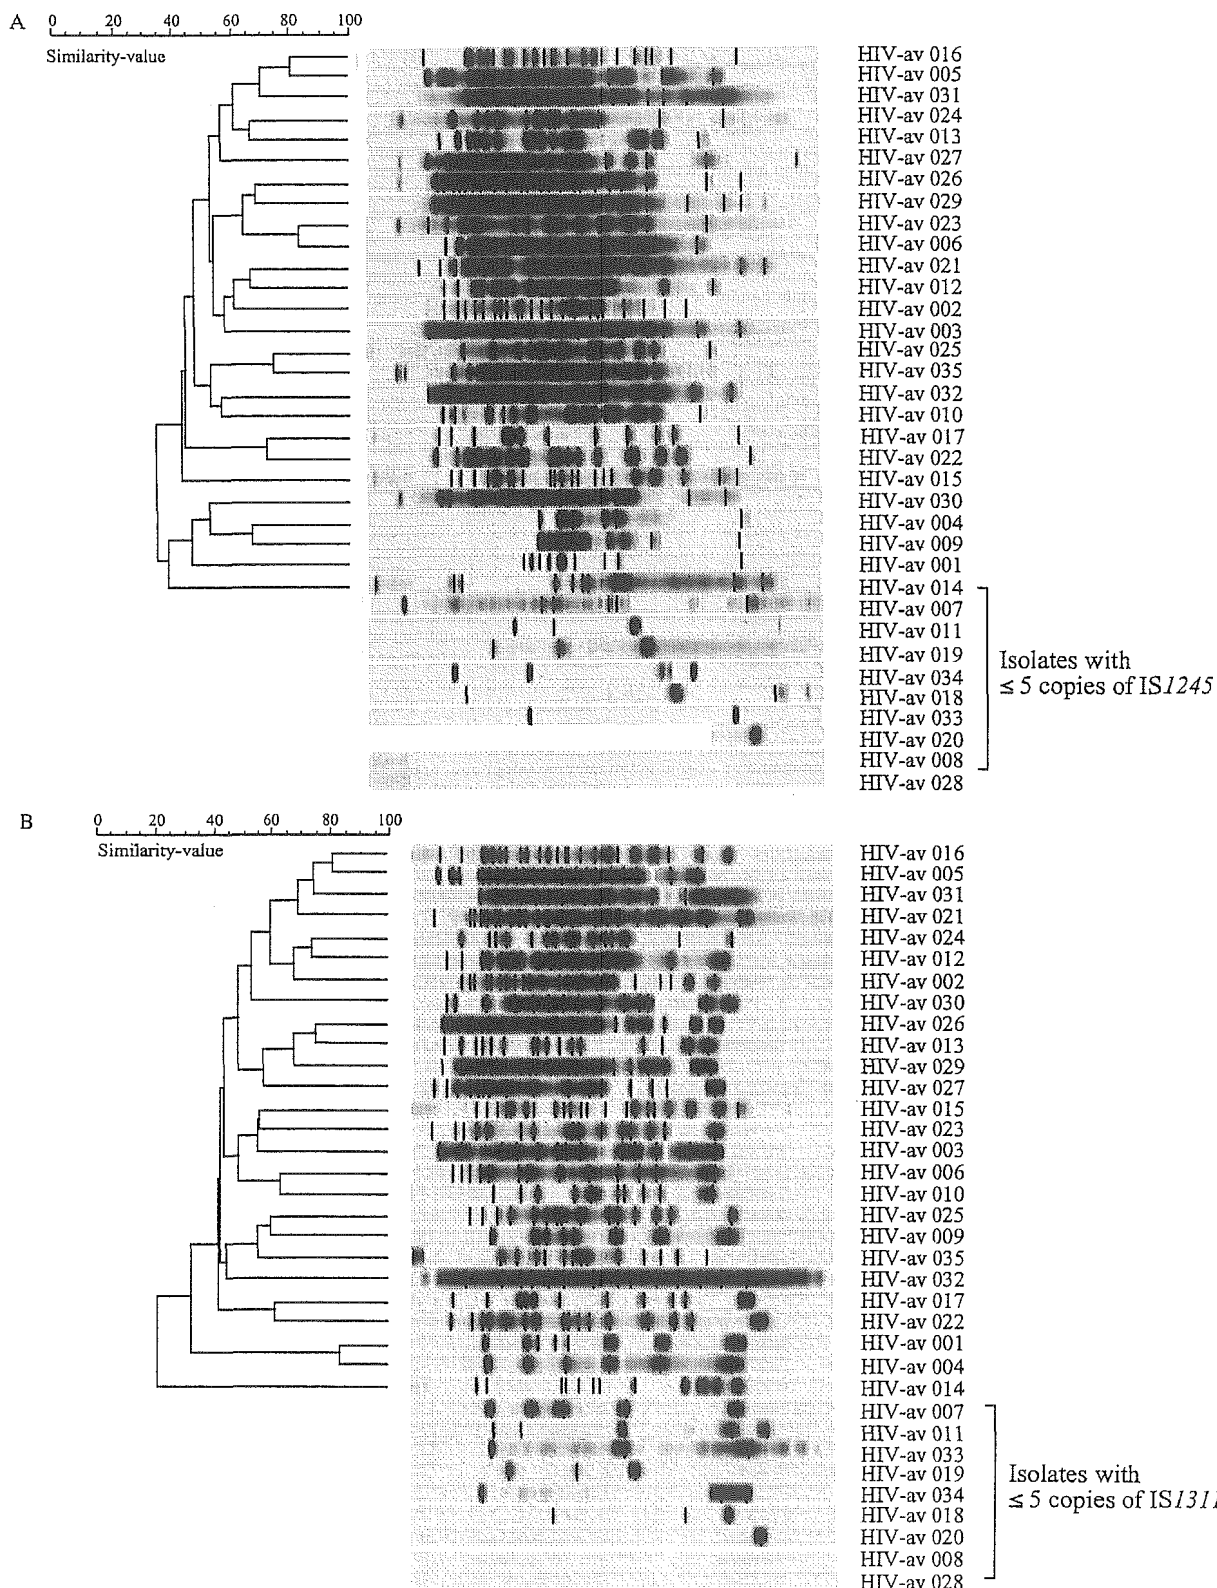 A
0 20 40 60 80 100
Similarity-value
HIV-av 016
HIV-av 005
HIV-av 031
HIV-av 024
HIV-av 013
HIV-av 027
HIV-av 026
HIV-av 029
HIV-av 023
HIV-av 006
HIV-av 021
HIV-av 012
HIV-av 002
HIV-av 003
HIV-av 025
HIV-av 035
HIV-av 032
HIV-av 010
HIV-av 017
HIV-av 022
HIV-av 015
HIV-av 030
HIV-av 004
HIV-av 009
HIV-av 001
HIV-av 014
HIV-av 007
HIV-av 011
HIV-av 019
HIV-av 034
HIV-av 018
HIV-av 033
HIV-av 020
HIV-av 008
HIV-av 028
Isolates with
≤ 5 copies of IS1245
B
0 20 40 60 80 100
Similarity-value
HIV-av 016
HIV-av 005
HIV-av 031
HIV-av 021
HIV-av 024
HIV-av 012
HIV-av 002
HIV-av 030
HIV-av 026
HIV-av 013
HIV-av 029
HIV-av 027
HIV-av 015
HIV-av 023
HIV-av 003
HIV-av 006
HIV-av 010
HIV-av 025
HIV-av 009
HIV-av 035
HIV-av 032
HIV-av 017
HIV-av 022
HIV-av 001
HIV-av 004
HIV-av 014
HIV-av 007
HIV-av 011
HIV-av 033
HIV-av 019
HIV-av 034
HIV-av 018
HIV-av 020
HIV-av 008
HIV-av 028
Isolates with
≤ 5 copies of IS1311